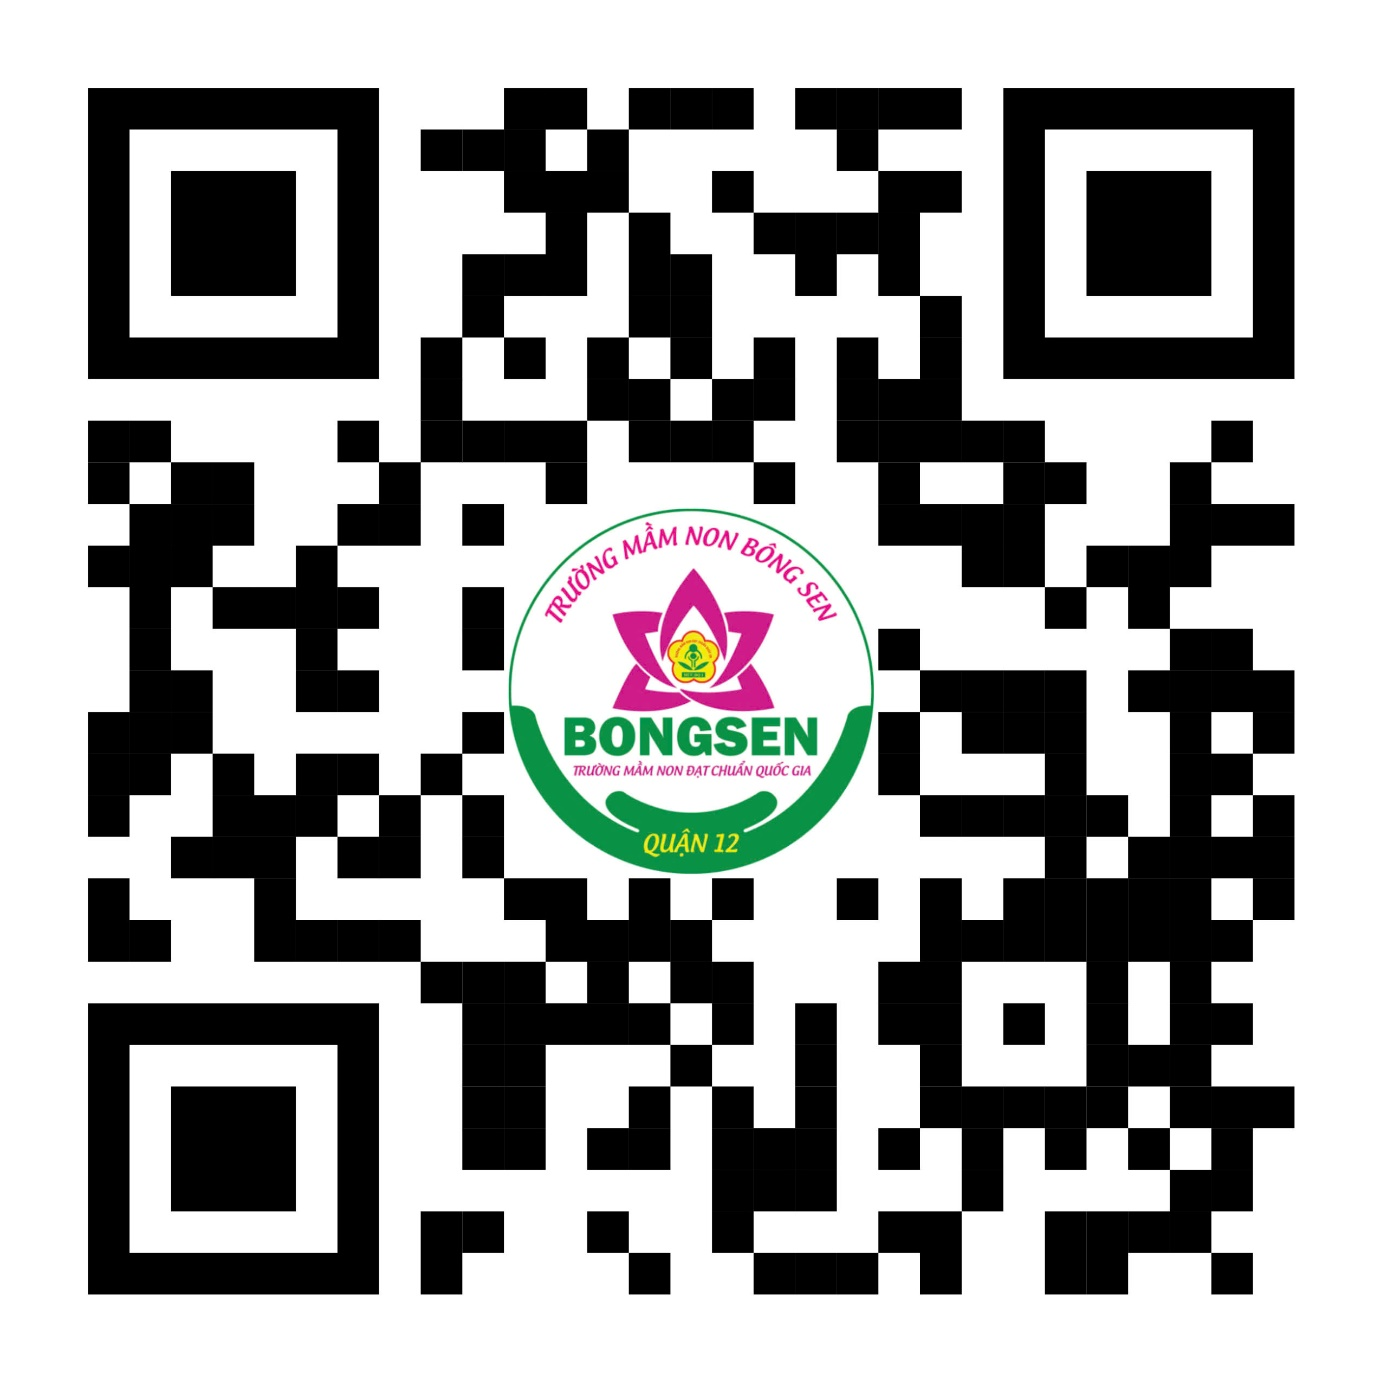 TRƯỜNG MẦM NON BÔNG SEN
BONGSEN
TRƯỜNG MẦM NON ĐẠT CHUẨN QUỐC GIA
QUẬN 12